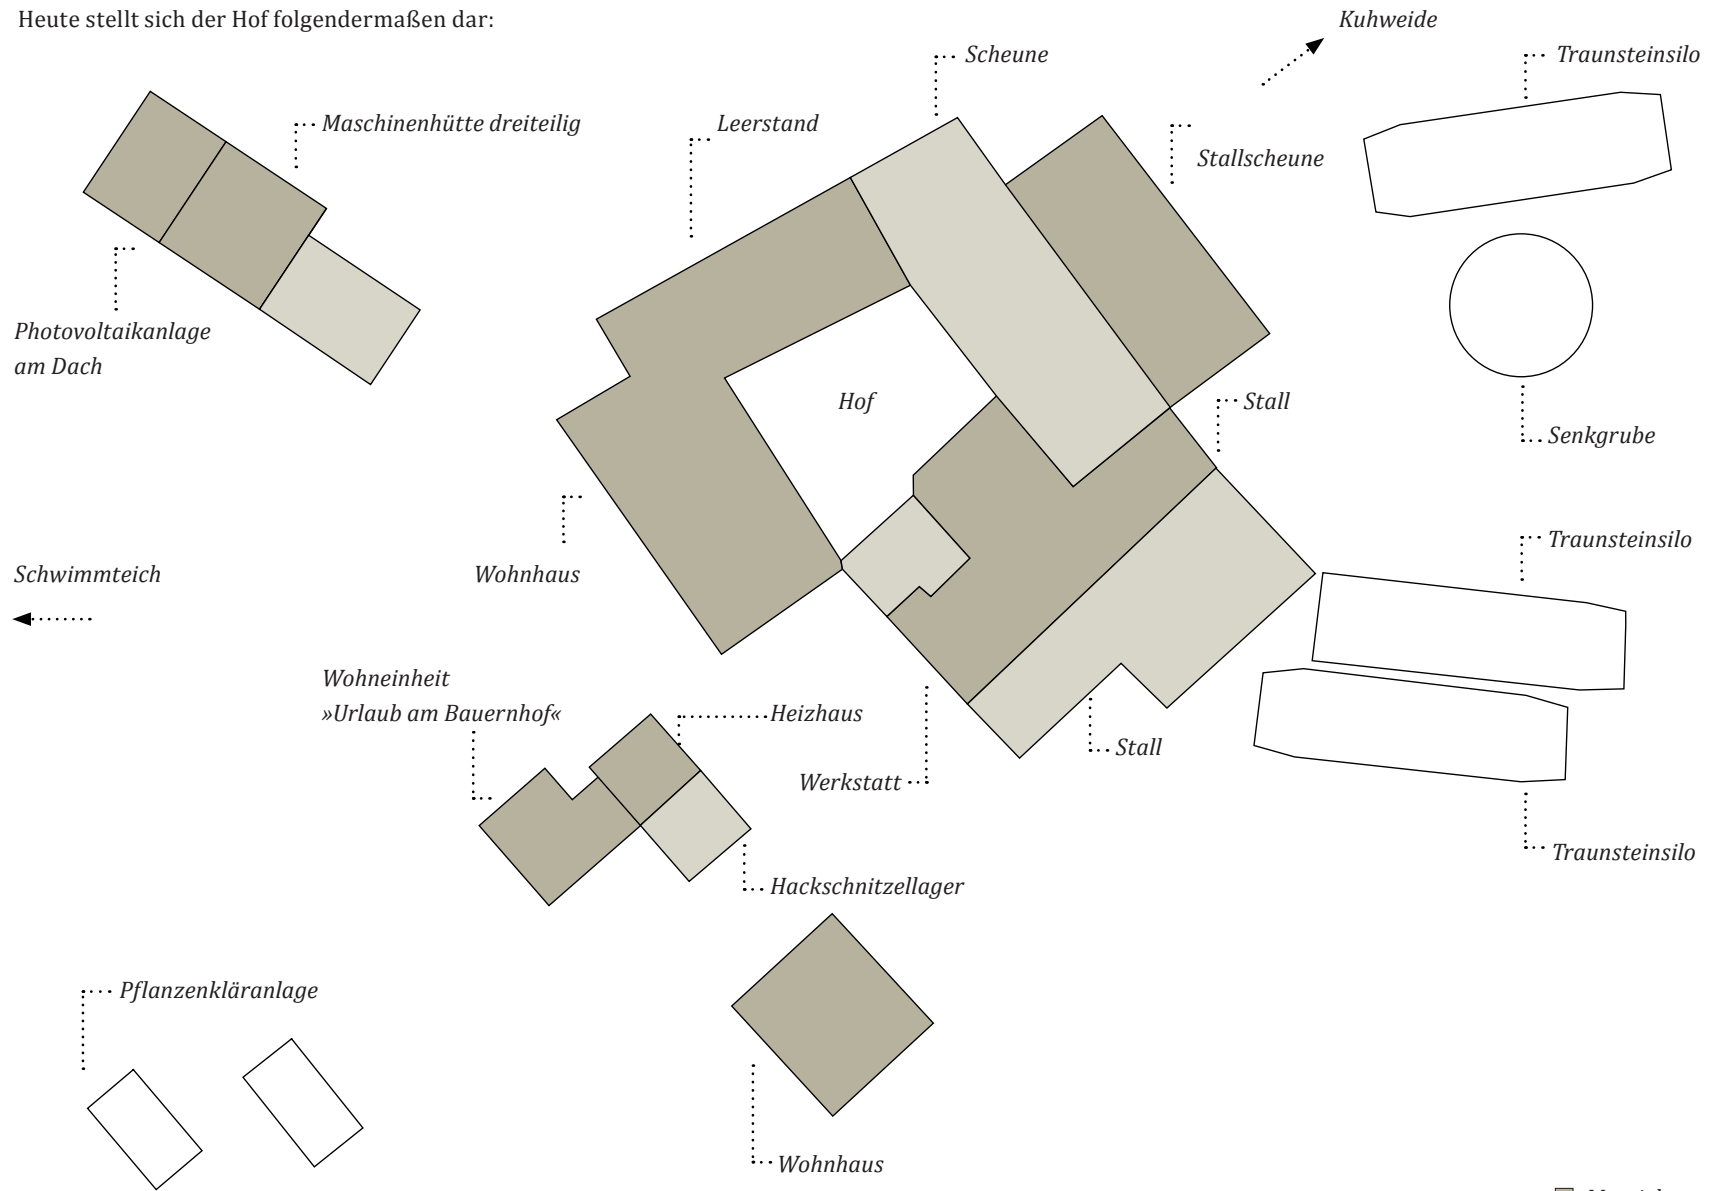 Heute stellt sich der Hof folgendermaßen dar:
Kuhweide
Scheune
Traunsteinsilo
Maschinenhütte dreiteilig
Leerstand
Stallscheune
Photovoltaikanlage
am Dach
Hof
Stall
Senkgrube
Traunsteinsilo
Schwimmteich
Wohnhaus
Wohneinheit
»Urlaub am Bauernhof«
Heizhaus
Stall
Werkstatt
Traunsteinsilo
Hackschnitzellager
Pflanzenkläranlage
Wohnhaus